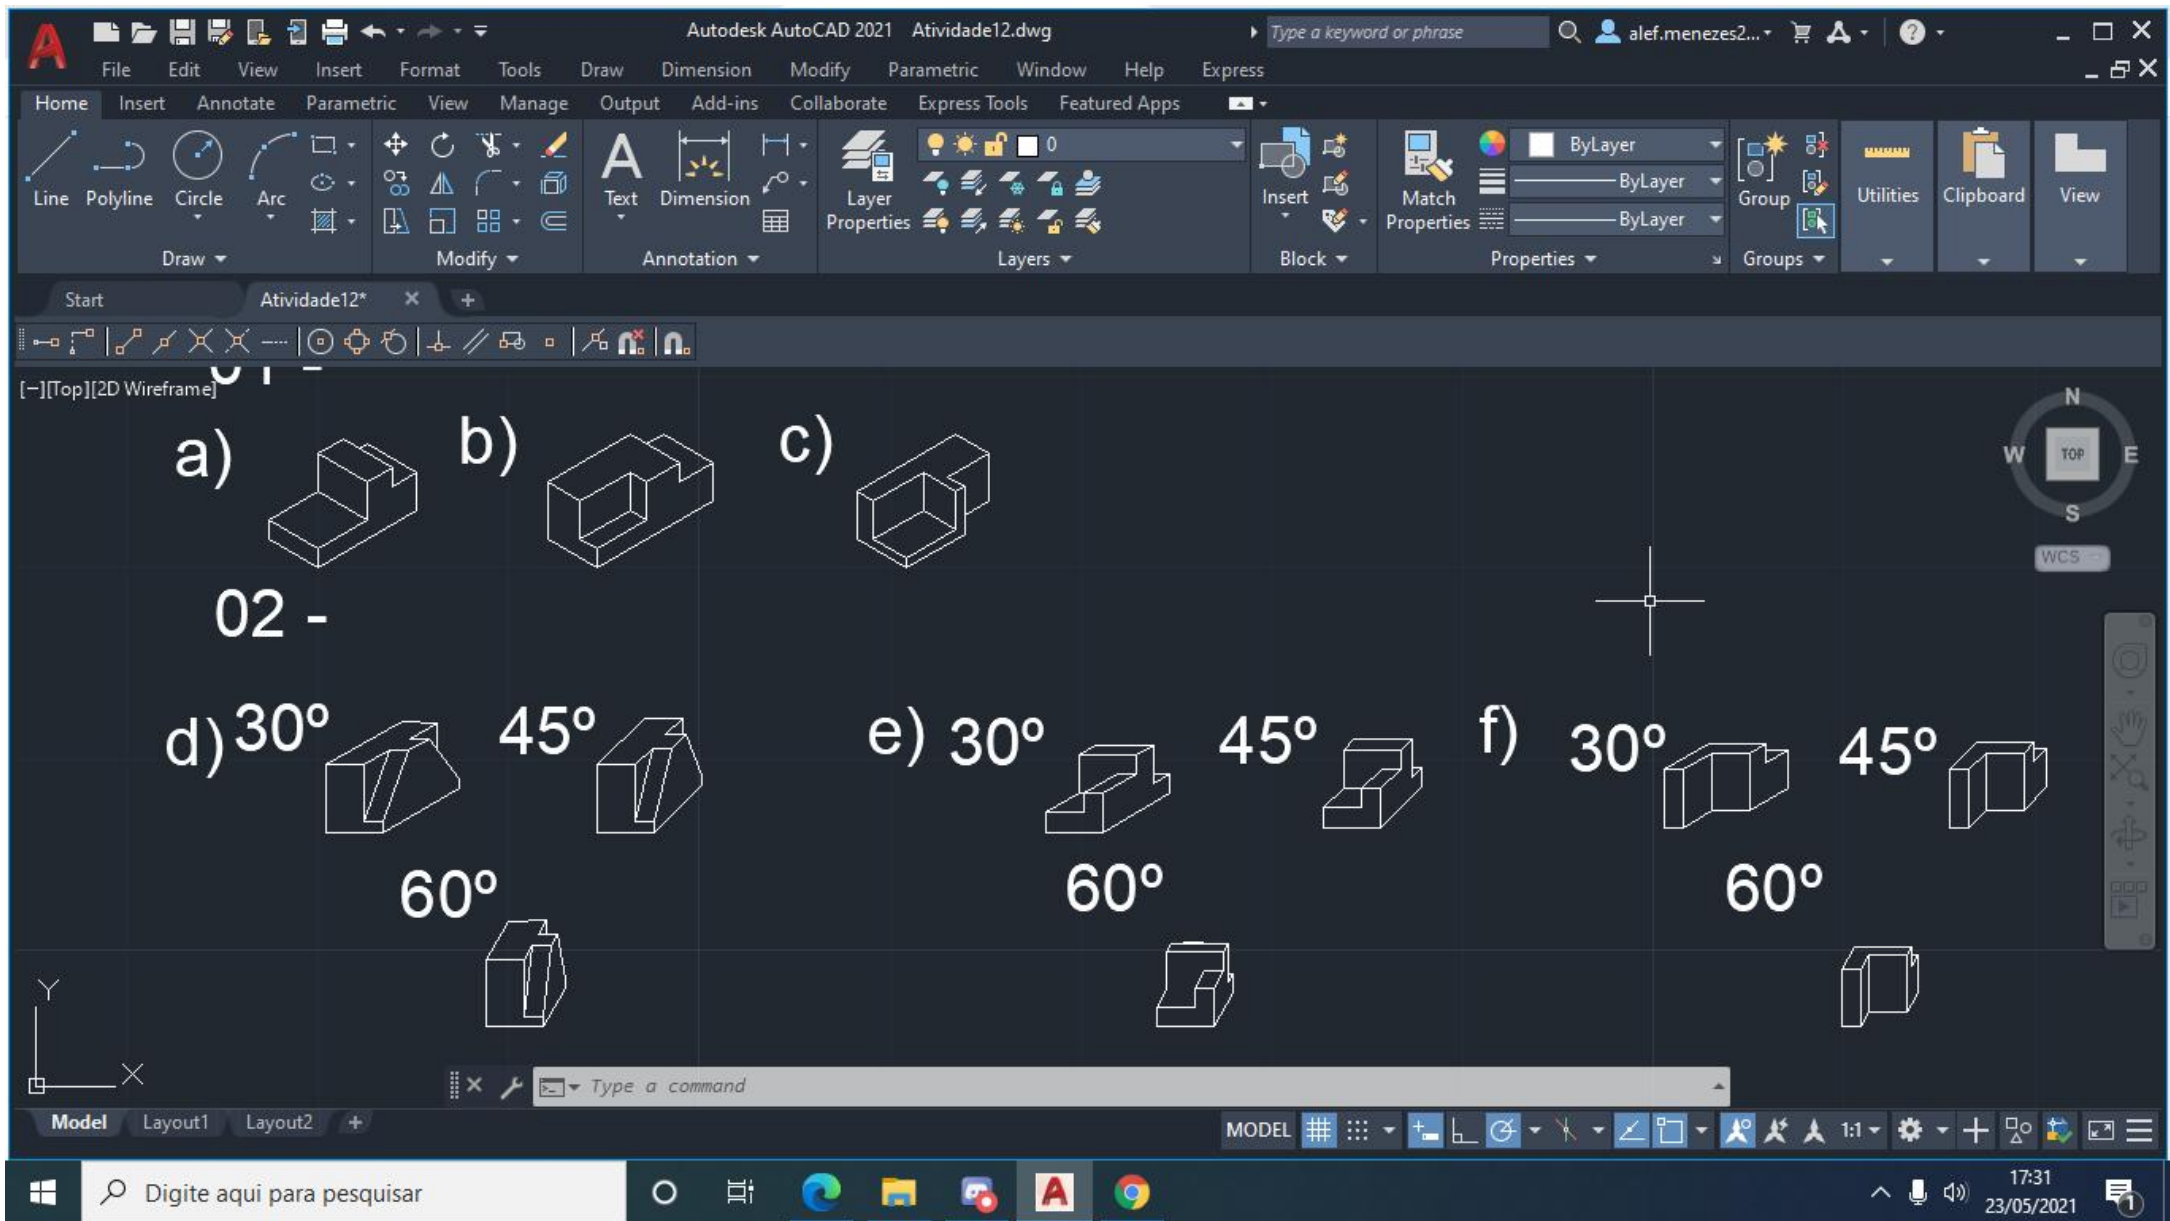 Autodesk AutoCAD 2021 Atividade12.dwg
Type a keyword or phrase
alef.menezes2...
File Edit View Insert Format Tools Draw Dimension Modify Parametric Window Help Express
Home Insert Annotate Parametric View Manage Output Add-ins Collaborate Express Tools Featured Apps
0
ByLayer
ByLayer
ByLayer
Line Polyline Circle Arc
Text Dimension
Layer Properties
Insert
Match Properties
Group
Utilities
Clipboard
View
Draw Modify Annotation Layers Block Properties Groups
Start Atividade12*
[−][Top][2D Wireframe]
01 -
a) b) c)
N
W TOP E
S
WCS
02 -
d) 30º 45º e) 30º 45º f) 30º 45º
60º 60º 60º
Y
X
Type a command
Model Layout1 Layout2
MODEL 1:1
Digite aqui para pesquisar
17:31
23/05/2021
1